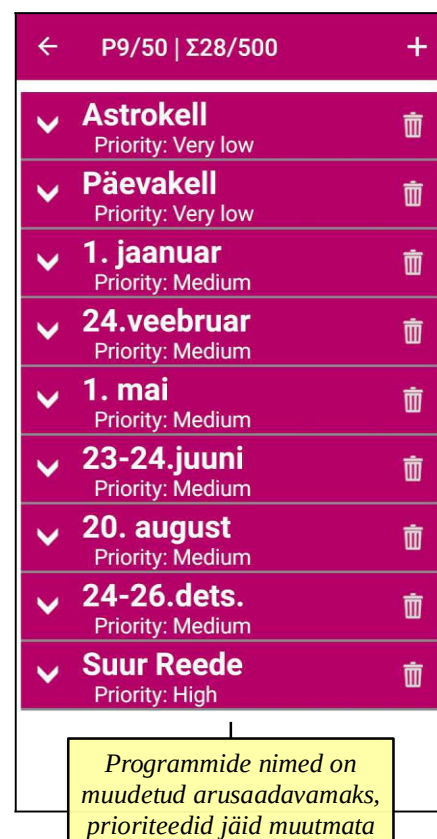 P9/50 | Σ28/500
Astrokell
Priority: Very low
Päevakell
Priority: Very low
1. jaanuar
Priority: Medium
24.veebruar
Priority: Medium
1. mai
Priority: Medium
23-24.juuni
Priority: Medium
20. august
Priority: Medium
24-26.dets.
Priority: Medium
Suur Reede
Priority: High
Programmide nimed on
muudetud arusaadavamaks,
prioriteedid jäid muutmata